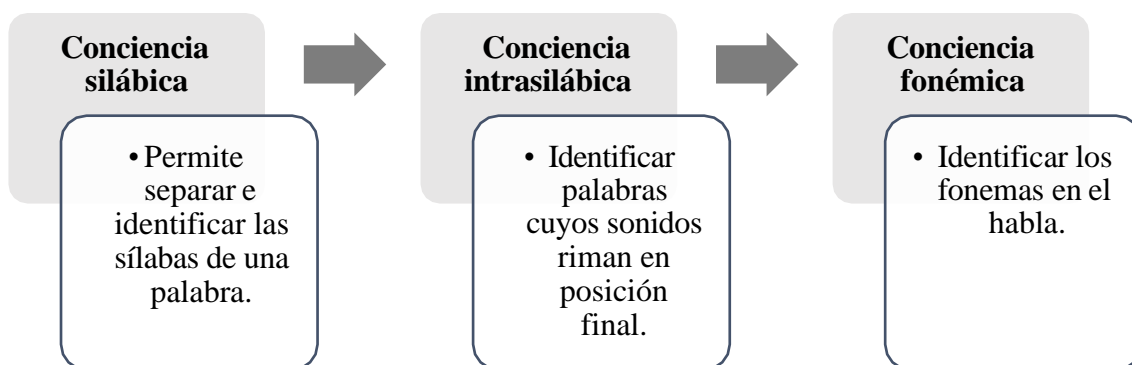 Conciencia
silábica
• Permite
separar e
identificar las
sílabas de una
palabra.
Conciencia
intrasilábica
• Identificar
palabras
cuyos sonidos
riman en
posición
final.
Conciencia
fonémica
• Identificar los
fonemas en el
habla.